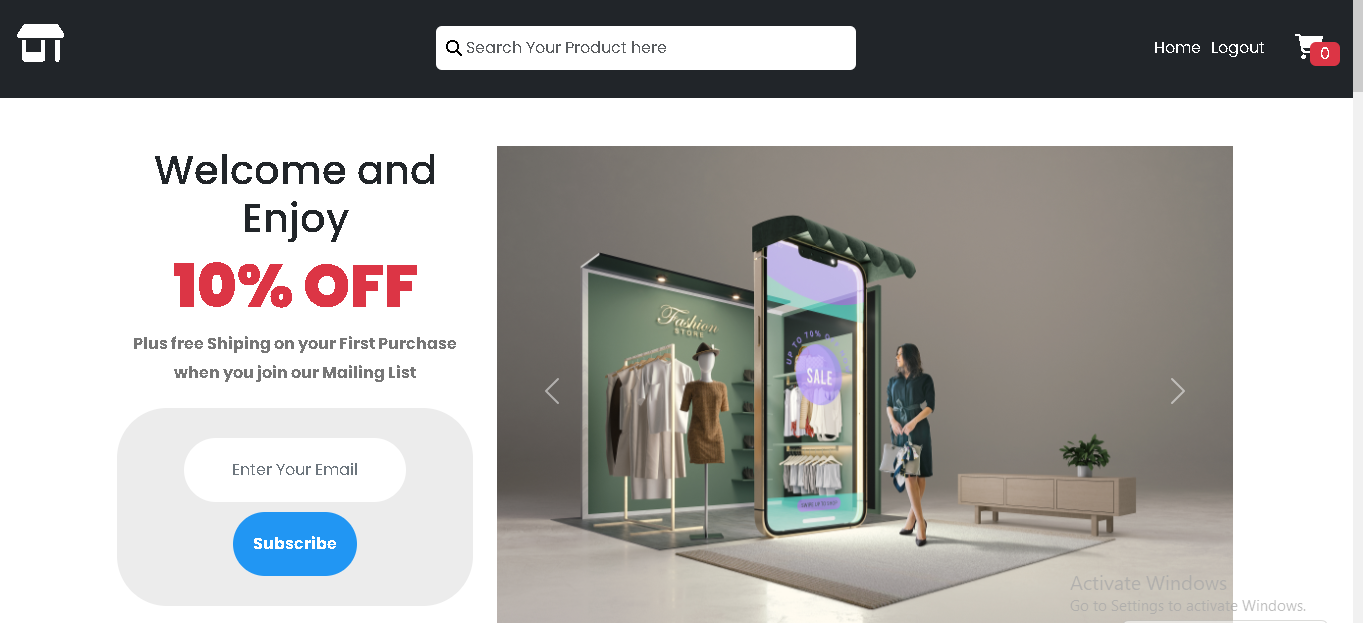 Search Your Product here
Home Logout
0
Welcome and
Enjoy
10% OFF
Plus free Shiping on your First Purchase
when you join our Mailing List
Enter Your Email
Subscribe
Fashion
STORE
UP TO 70% O
SALE
Activate Windows
Go to Settings to activate Windows.